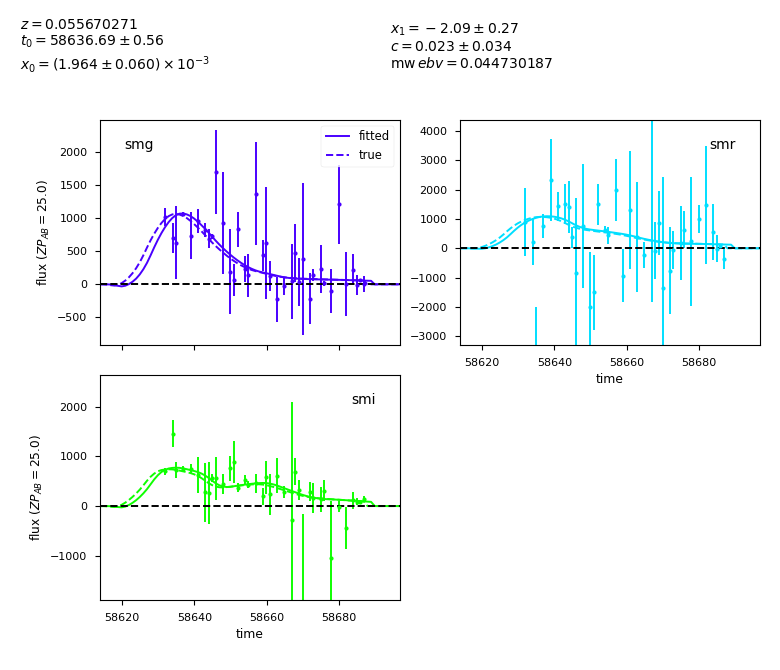 z = 0.055670271
t₀ = 58636.69 ± 0.56
x₀ = (1.964 ± 0.060) × 10⁻³
x₁ = −2.09 ± 0.27
c = 0.023 ± 0.034
mw ebv = 0.044730187
smg
fitted
true
2000
1500
1000
500
0
−500
flux (ZP_AB = 25.0)
smr
4000
3000
2000
1000
0
−1000
−2000
−3000
58620 58640 58660 58680
time
smi
2000
1000
0
−1000
flux (ZP_AB = 25.0)
58620 58640 58660 58680
time